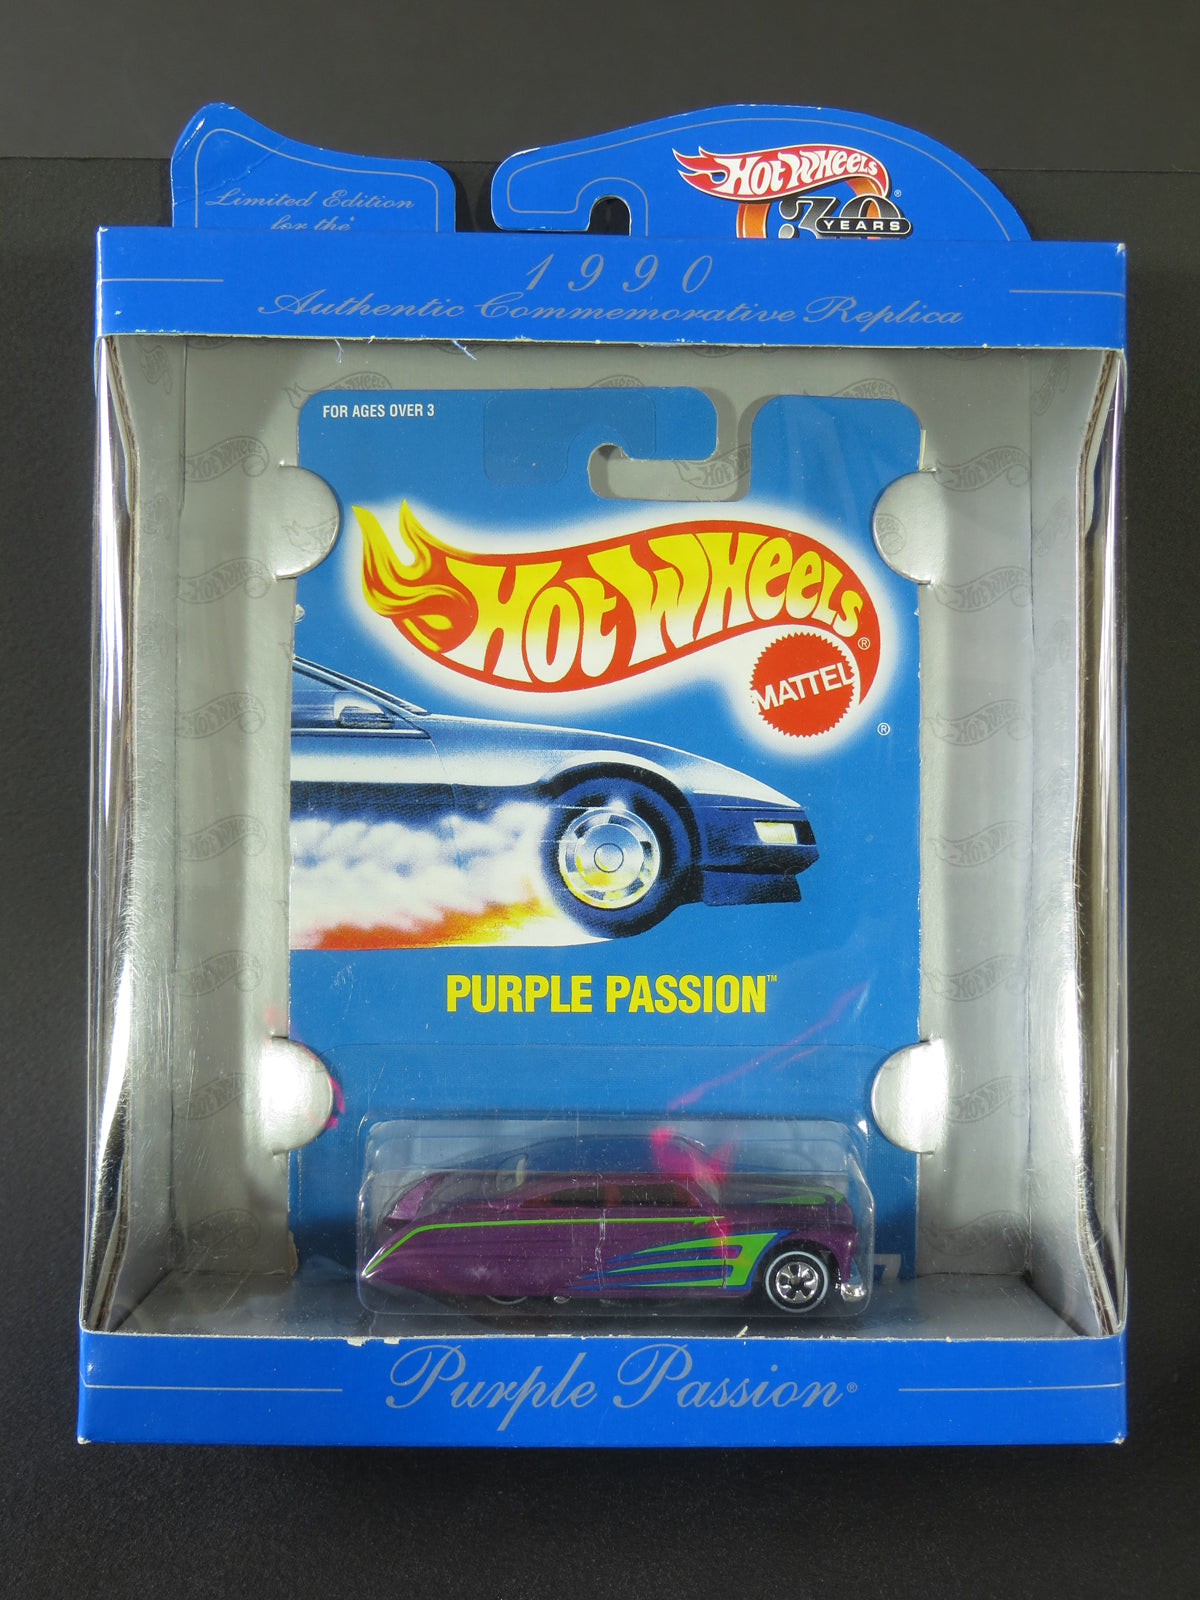 Limited Edition
for the
HOT WHEELS®
30 YEARS
1990
Authentic Commemorative Replica
FOR AGES OVER 3
HOT WHEELS®
MATTEL
®
PURPLE PASSION™
7
Purple Passion®